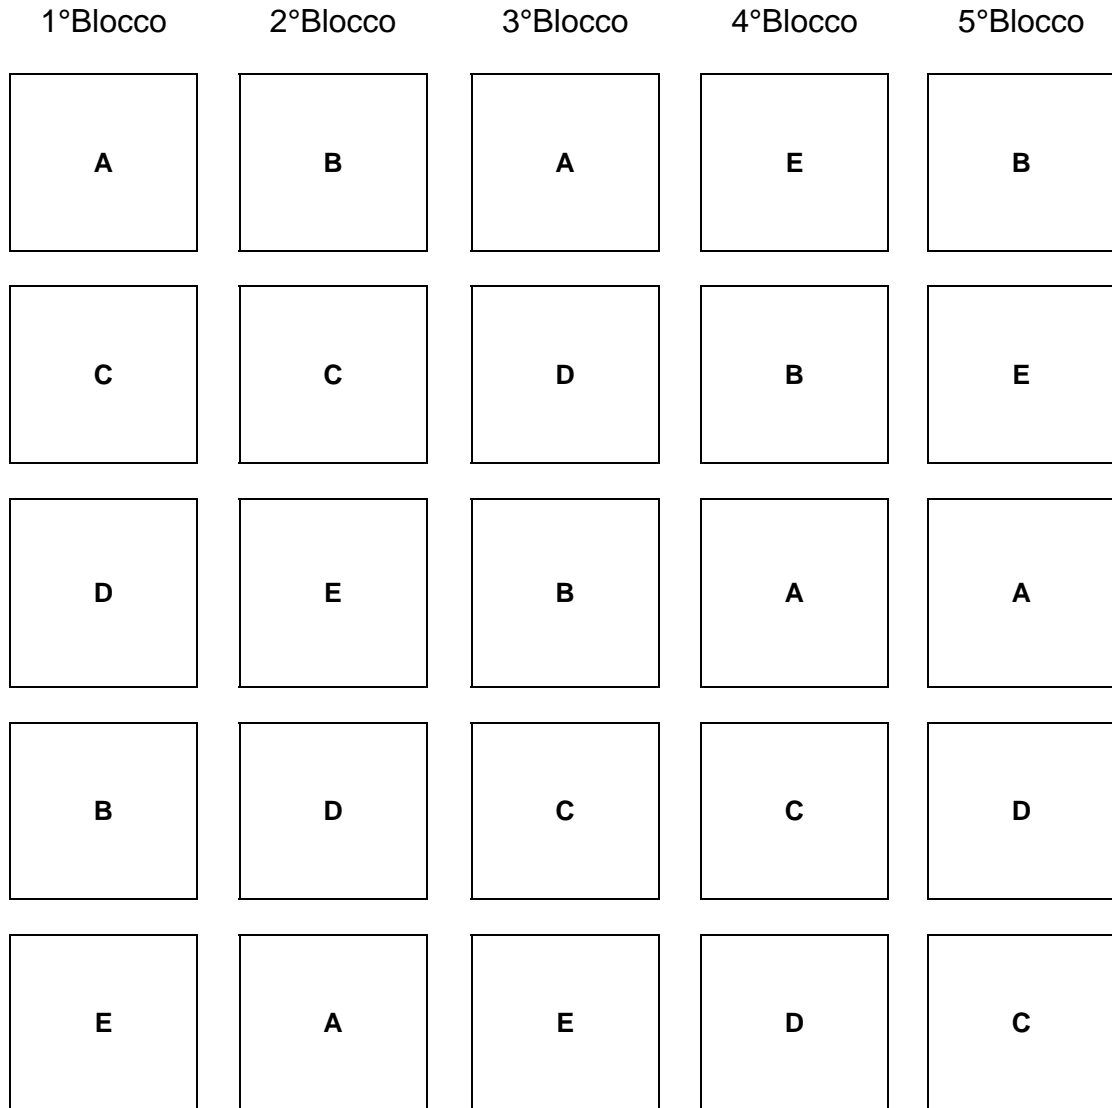 1°Blocco 2°Blocco 3°Blocco 4°Blocco 5°Blocco
A B A E B
C C D B E
D E B A A
B D C C D
E A E D C